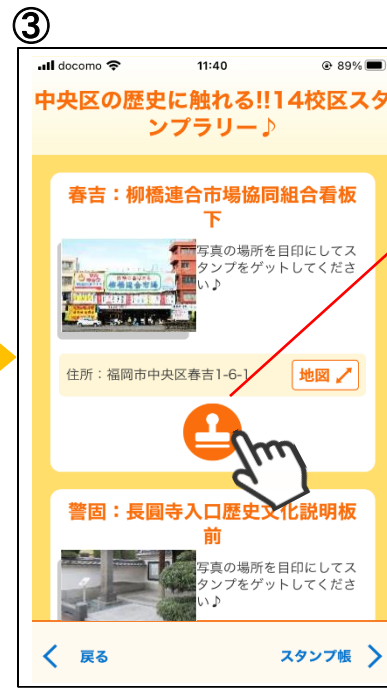 ③
docomo 11:40 89%
中央区の歴史に触れる!!14校区スタ
ンプラリー♪
春吉：柳橋連合市場協同組合看板
下
柳橋連合市場
写真の場所を目印にしてス
タンプをゲットしてくださ
い♪
住所：福岡市中央区春吉1-6-1
地図
警固：長圓寺入口歴史文化説明板
前
写真の場所を目印にしてス
タンプをゲットしてくださ
い♪
戻る
スタンプ帳